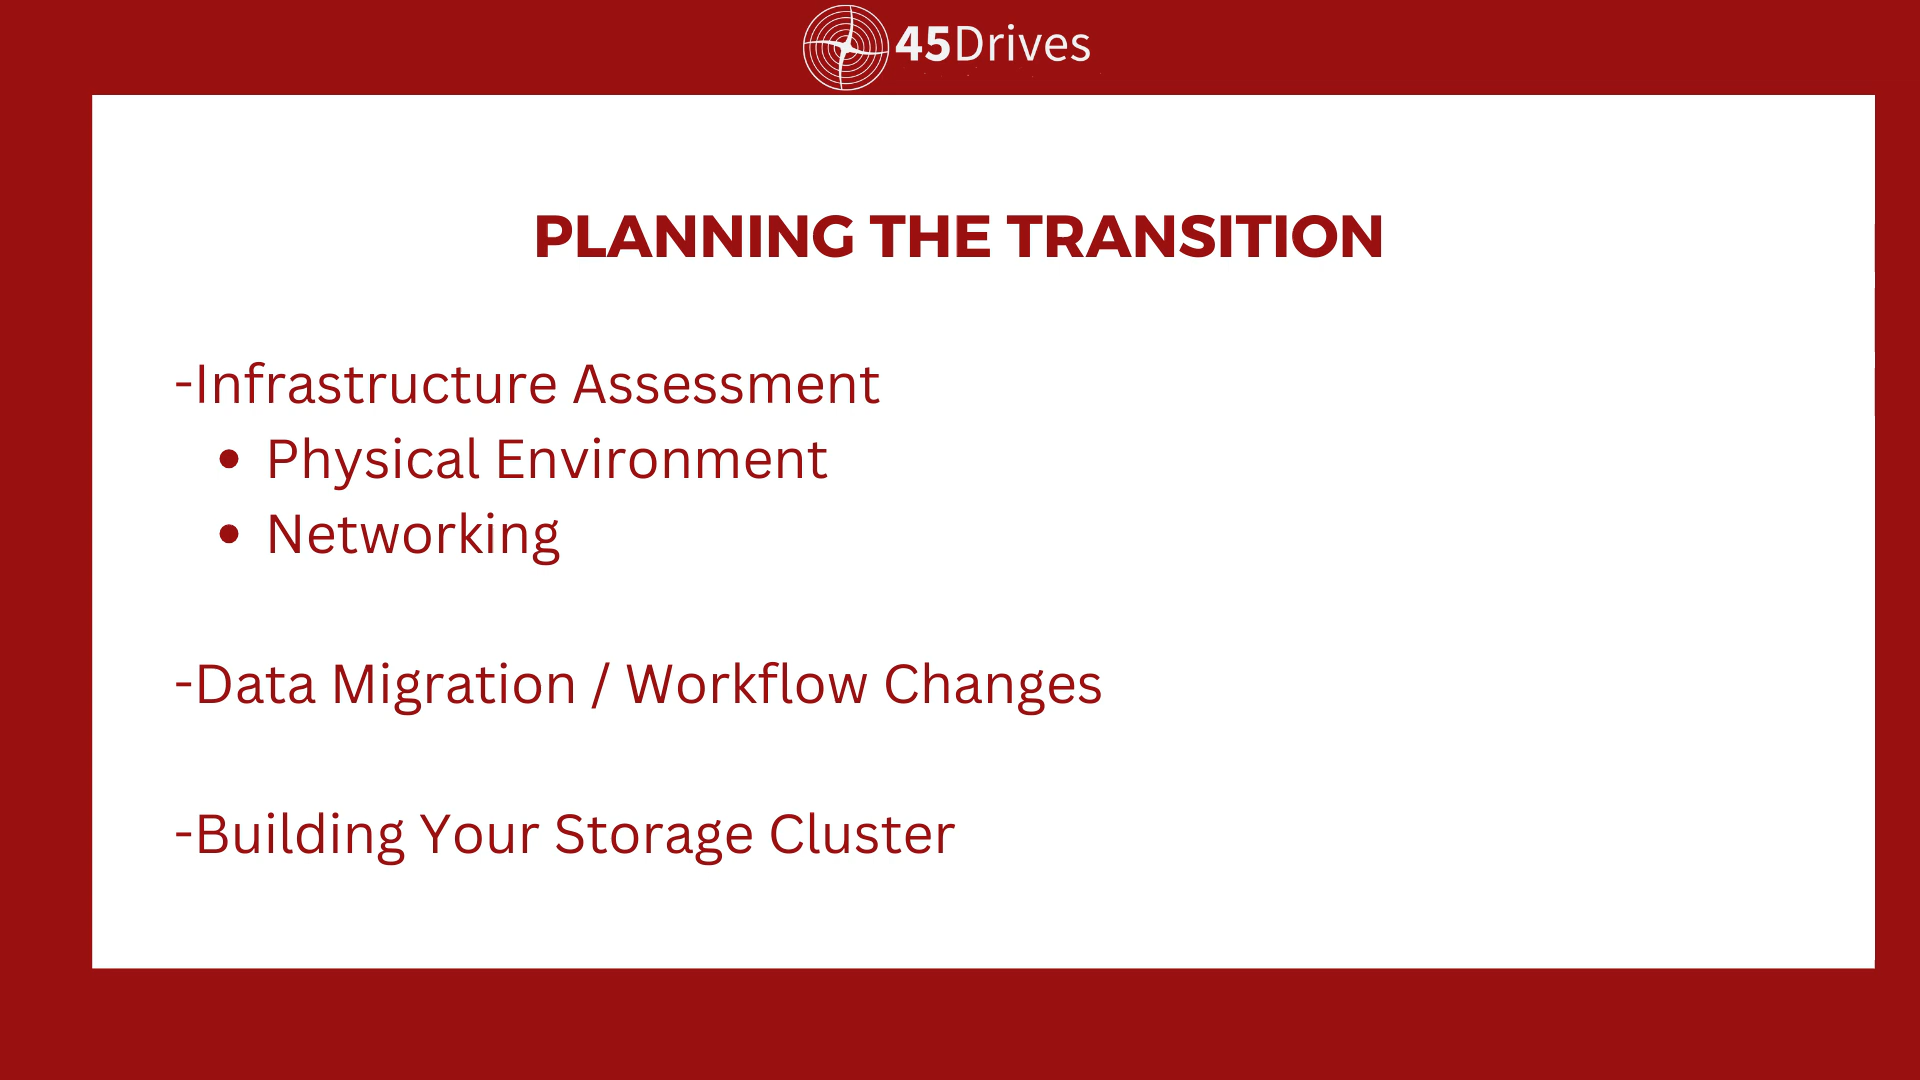 45Drives
PLANNING THE TRANSITION
-Infrastructure Assessment
• Physical Environment
• Networking
-Data Migration / Workflow Changes
-Building Your Storage Cluster